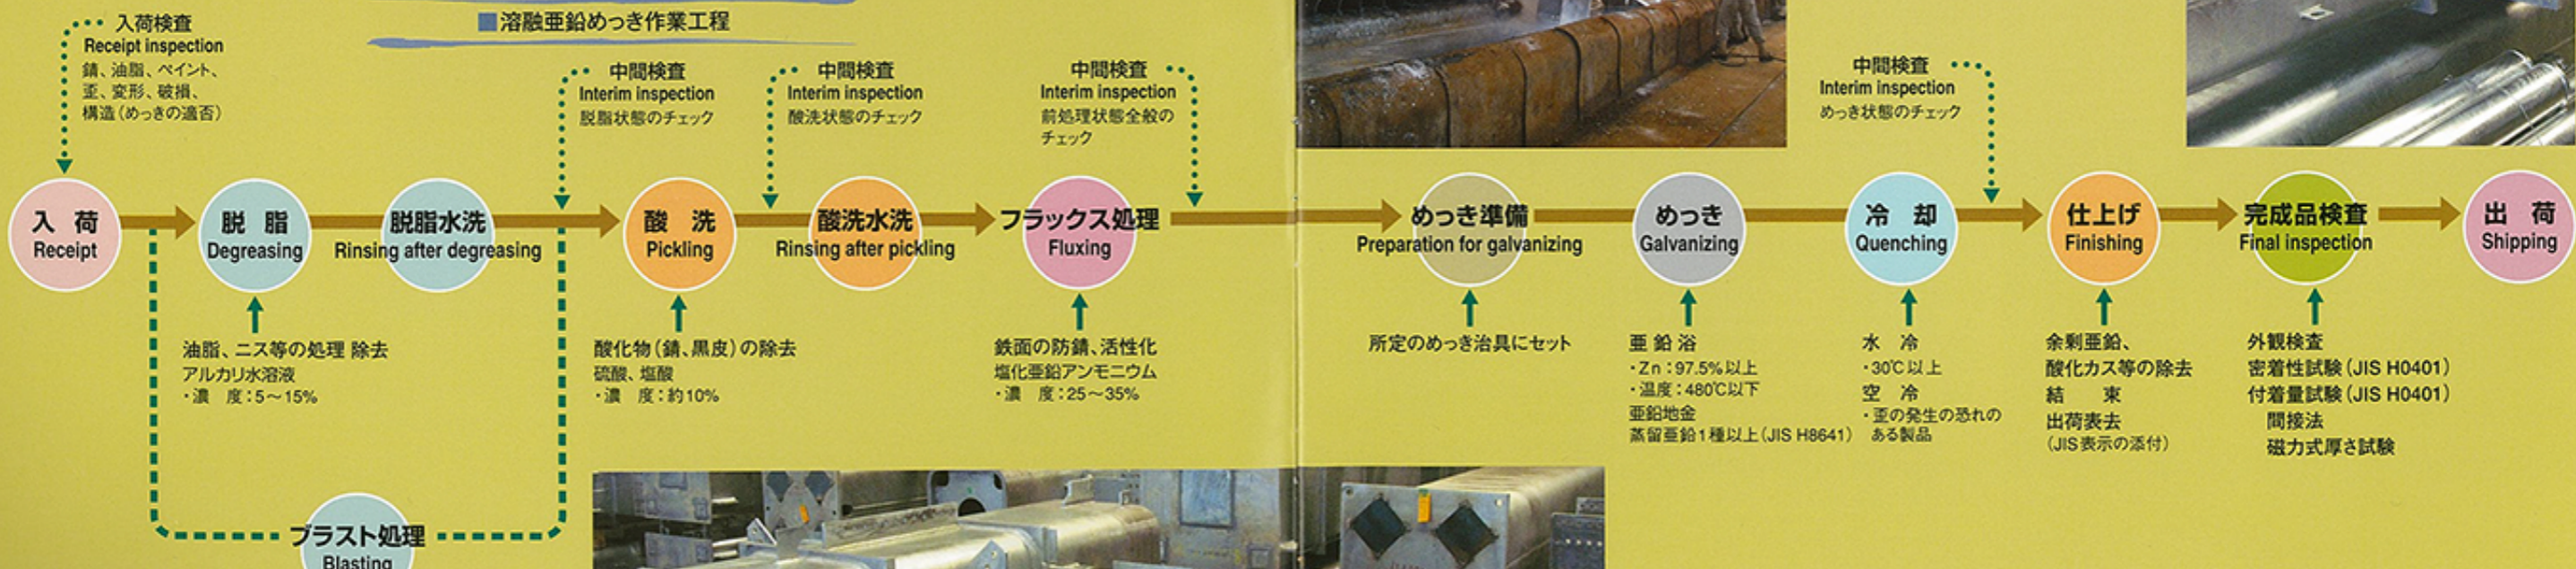 ■溶融亜鉛めっき作業工程
入荷検査
Receipt inspection
錆、油脂、ペイント、
歪、変形、破損、
構造(めっきの適否)
中間検査
Interim inspection
脱脂状態のチェック
中間検査
Interim inspection
酸洗状態のチェック
中間検査
Interim inspection
前処理状態全般の
チェック
中間検査
Interim inspection
めっき状態のチェック
入 荷
Receipt
脱 脂
Degreasing
脱脂水洗
Rinsing after degreasing
酸 洗
Pickling
酸洗水洗
Rinsing after pickling
フラックス処理
Fluxing
めっき準備
Preparation for galvanizing
めっき
Galvanizing
冷 却
Quenching
仕上げ
Finishing
完成品検査
Final inspection
出 荷
Shipping
油脂、ニス等の処理 除去
アルカリ水溶液
・濃 度:5〜15%
酸化物(錆、黒皮)の除去
硫酸、塩酸
・濃 度:約10%
鉄面の防錆、活性化
塩化亜鉛アンモニウム
・濃 度:25〜35%
所定のめっき治具にセット
亜 鉛 浴
・Zn:97.5%以上
・温度:480℃以下
亜鉛地金
蒸留亜鉛1種以上(JIS H8641)
水 冷
・30℃以上
空 冷
・歪の発生の恐れの
ある製品
余剰亜鉛、
酸化カス等の除去
結 束
出荷表去
(JIS表示の添付)
外観検査
密着性試験(JIS H0401)
付着量試験(JIS H0401)
間接法
磁力式厚さ試験
ブラスト処理
Blasting